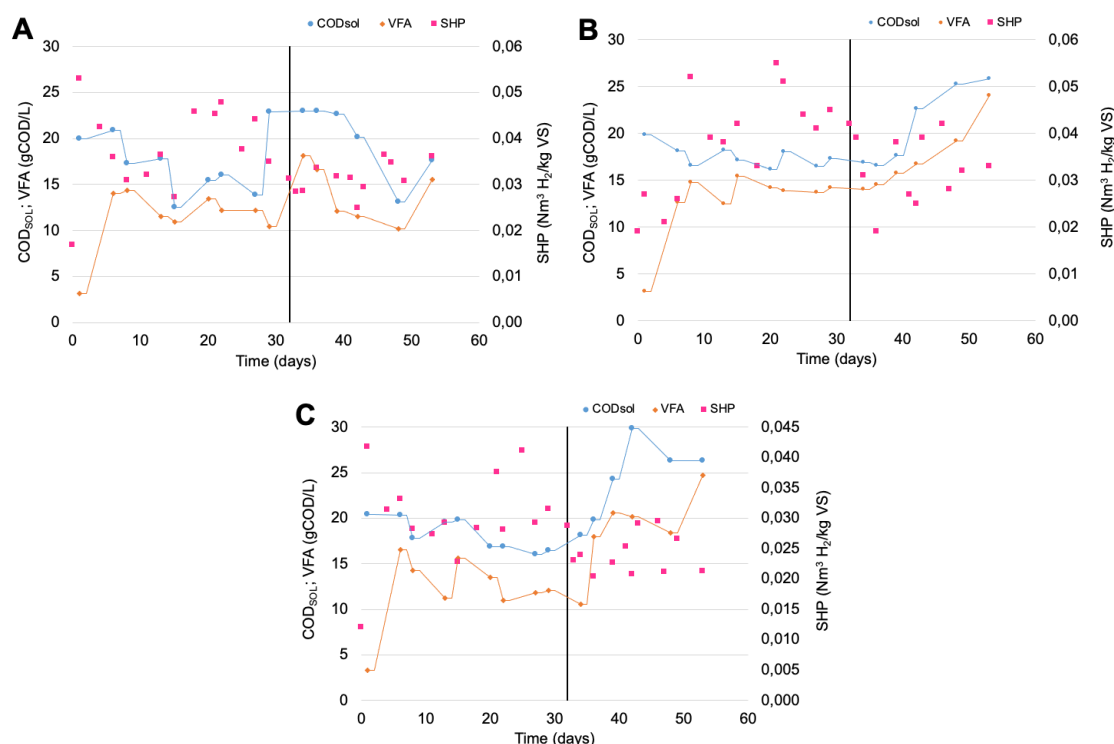 A
CODsol VFA SHP
30
25
20
15
10
5
0
COD_SOL; VFA (gCOD/L)
0,06
0,05
0,04
0,03
0,02
0,01
0,00
SHP (Nm³ H₂/kg VS)
0 10 20 30 40 50 60
Time (days)
B
CODsol VFA SHP
30
25
20
15
10
5
0
COD_SOL; VFA (gCOD/L)
0,06
0,05
0,04
0,03
0,02
0,01
0,00
SHP (Nm³ H₂/kg VS)
0 10 20 30 40 50 60
Time (days)
C
CODsol VFA SHP
30
25
20
15
10
5
0
COD_SOL; VFA (gCOD/L)
0,045
0,040
0,035
0,030
0,025
0,020
0,015
0,010
0,005
0,000
SHP (Nm³ H₂/kg VS)
0 10 20 30 40 50 60
Time (days)